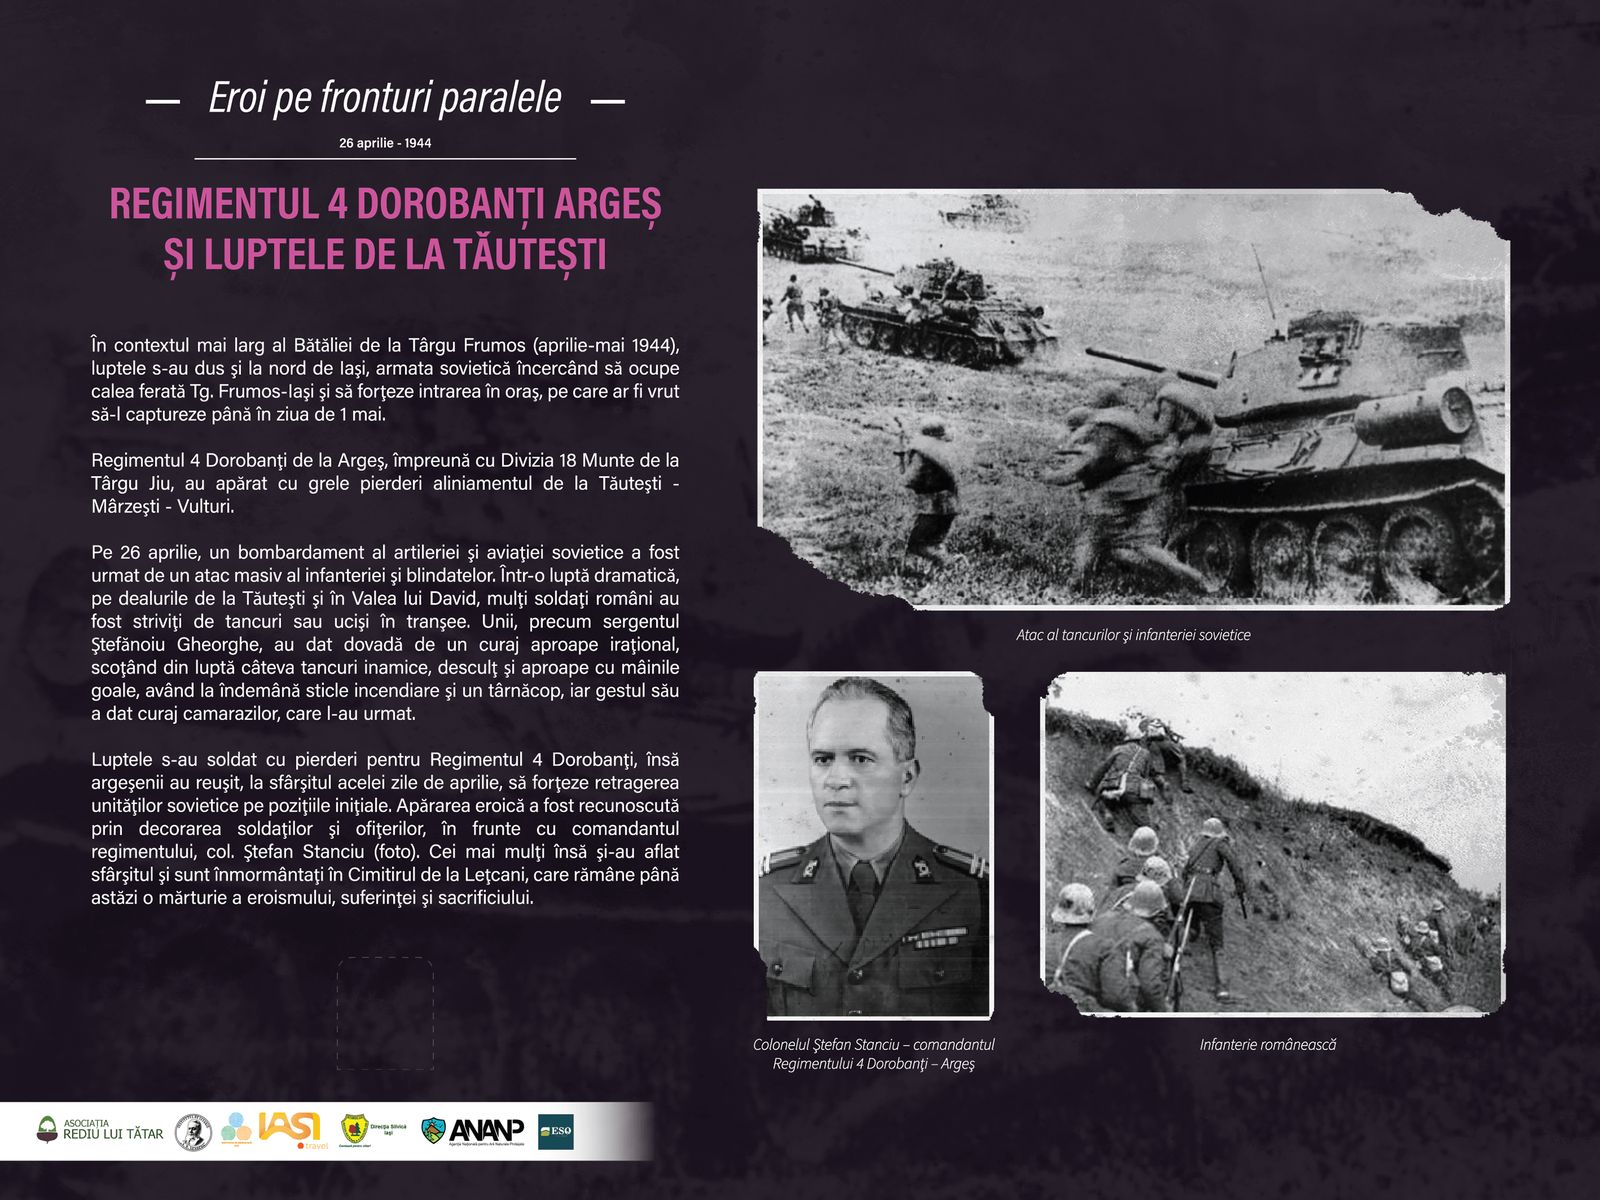 — Eroi pe fronturi paralele —
26 aprilie - 1944
REGIMENTUL 4 DOROBANȚI ARGEȘ
ȘI LUPTELE DE LA TĂUTEȘTI
În contextul mai larg al Bătăliei de la Târgu Frumos (aprilie-mai 1944),
luptele s-au dus şi la nord de Iaşi, armata sovietică încercând să ocupe
calea ferată Tg. Frumos-Iaşi şi să forţeze intrarea în oraş, pe care ar fi vrut
să-l captureze până în ziua de 1 mai.
Regimentul 4 Dorobanţi de la Argeş, împreună cu Divizia 18 Munte de la
Târgu Jiu, au apărat cu grele pierderi aliniamentul de la Tăuteşti -
Mârzeşti - Vulturi.
Pe 26 aprilie, un bombardament al artileriei şi aviaţiei sovietice a fost
urmat de un atac masiv al infanteriei şi blindatelor. Într-o luptă dramatică,
pe dealurile de la Tăuteşti şi în Valea lui David, mulţi soldaţi români au
fost striviţi de tancuri sau ucişi în tranşee. Unii, precum sergentul
Ştefănoiu Gheorghe, au dat dovadă de un curaj aproape iraţional,
scoţând din luptă câteva tancuri inamice, desculţ şi aproape cu mâinile
goale, având la îndemână sticle incendiare şi un târnăcop, iar gestul său
a dat curaj camarazilor, care l-au urmat.
Luptele s-au soldat cu pierderi pentru Regimentul 4 Dorobanţi, însă
argeşenii au reuşit, la sfârşitul acelei zile de aprilie, să forţeze retragerea
unităţilor sovietice pe poziţiile iniţiale. Apărarea eroică a fost recunoscută
prin decorarea soldaţilor şi ofiţerilor, în frunte cu comandantul
regimentului, col. Ştefan Stanciu (foto). Cei mai mulţi însă şi-au aflat
sfârşitul şi sunt înmormântaţi în Cimitirul de la Leţcani, care rămâne până
astăzi o mărturie a eroismului, suferinţei şi sacrificiului.
Atac al tancurilor şi infanteriei sovietice
Colonelul Ştefan Stanciu – comandantul
Regimentului 4 Dorobanţi – Argeş
Infanterie românească
ASOCIAȚIA
REDIU LUI TĂTAR
IASI
travel
Direcția Silvică
Iași
ANANP
Agenția Națională pentru Arii Naturale Protejate
ESO